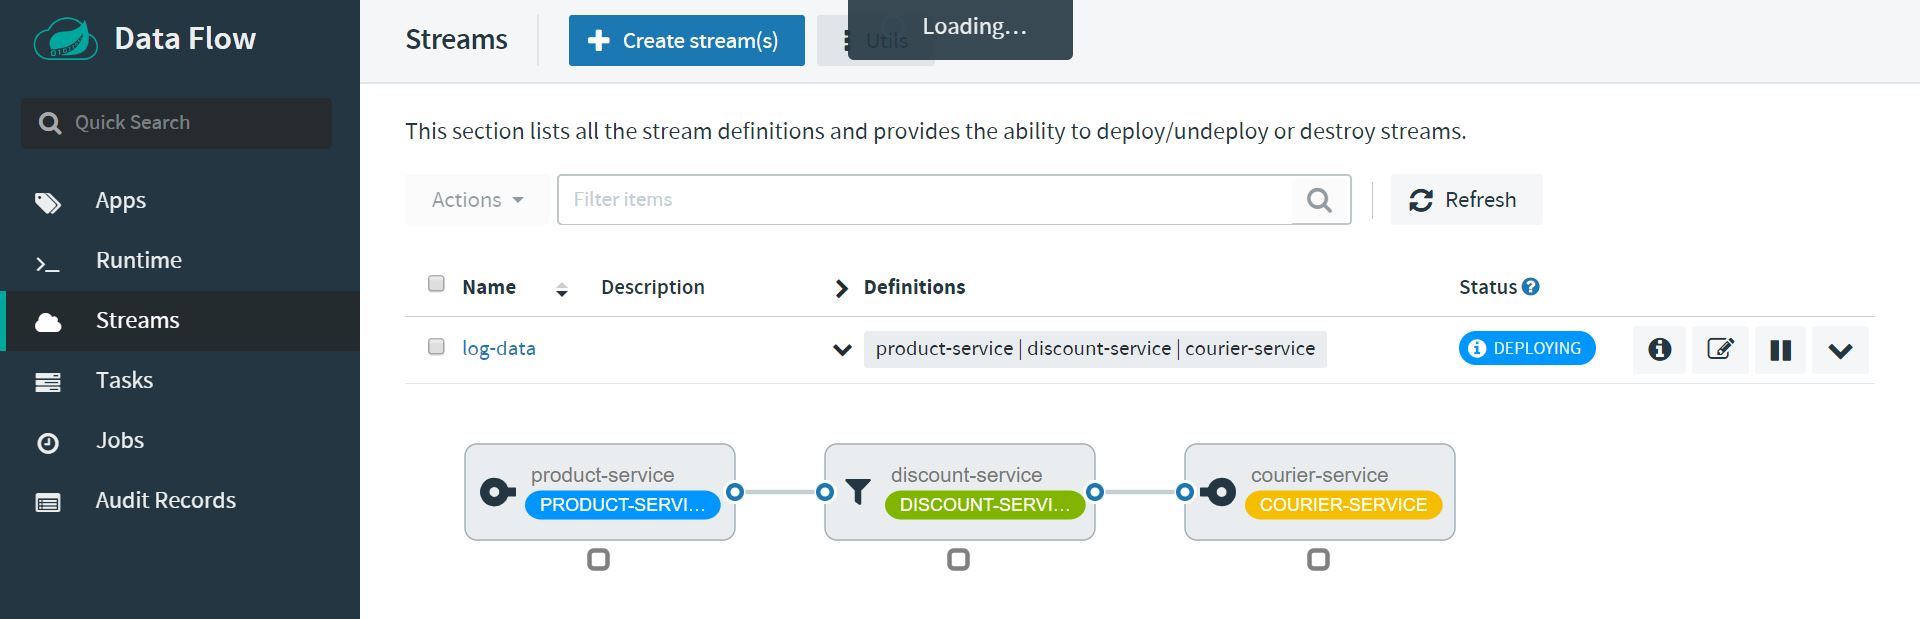 Data Flow
Quick Search
Apps
Runtime
Streams
Tasks
Jobs
Audit Records
Streams
Create stream(s)
Utils
Loading...
This section lists all the stream definitions and provides the ability to deploy/undeploy or destroy streams.
Actions
Filter items
Refresh
Name Description Definitions Status
log-data product-service | discount-service | courier-service DEPLOYING
product-service discount-service courier-service
PRODUCT-SERVI... DISCOUNT-SERVI... COURIER-SERVICE